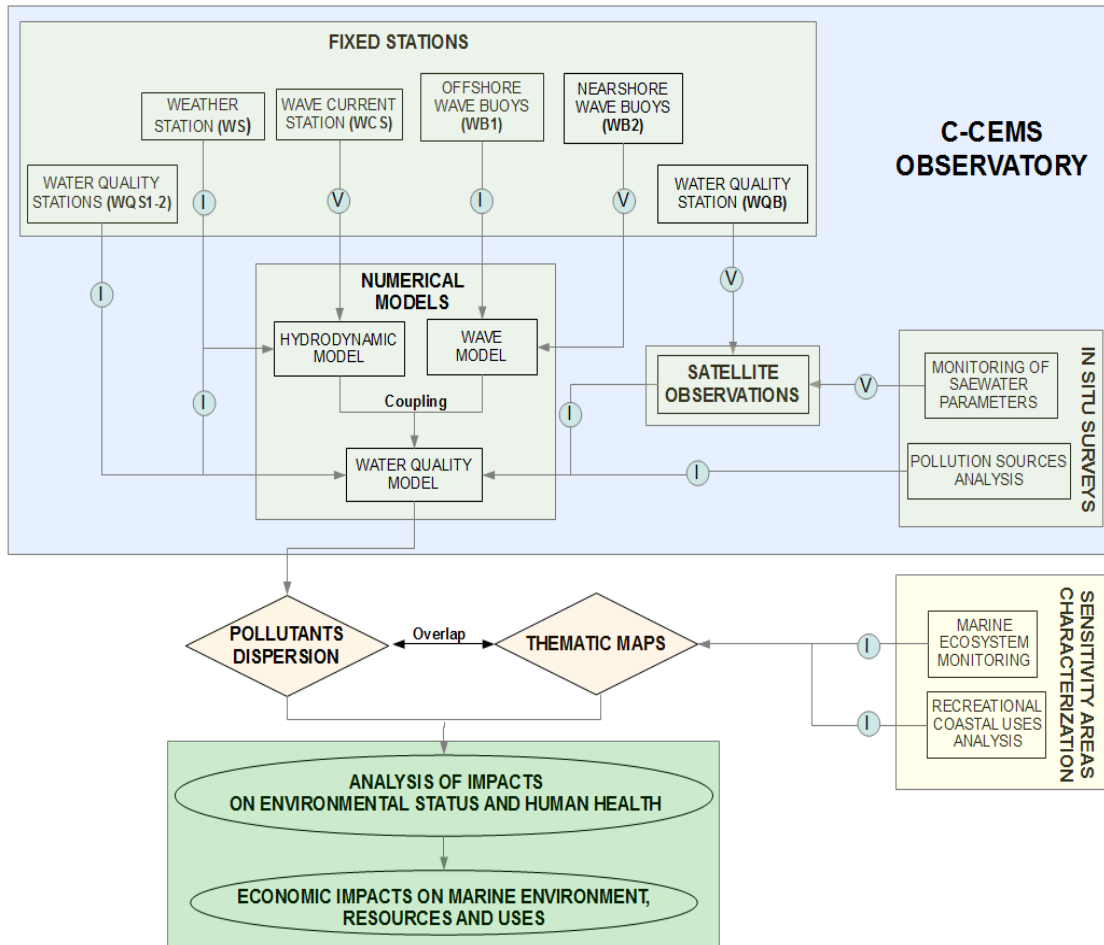 FIXED STATIONS
C-CEMS
OBSERVATORY
WEATHER
STATION (WS)
WAVE CURRENT
STATION (WCS)
OFFSHORE
WAVE BUOYS
(WB1)
NEARSHORE
WAVE BUOYS
(WB2)
WATER QUALITY
STATIONS (WQS1-2)
WATER QUALITY
STATION (WQB)
I
V
I
V
I
V
NUMERICAL
MODELS
HYDRODYNAMIC
MODEL
WAVE
MODEL
Coupling
WATER QUALITY
MODEL
I
SATELLITE
OBSERVATIONS
I
V
I
IN SITU SURVEYS
MONITORING OF
SAEWATER
PARAMETERS
POLLUTION SOURCES
ANALYSIS
POLLUTANTS
DISPERSION
Overlap
THEMATIC MAPS
I
I
SENSITIVITY AREAS
CHARACTERIZATION
MARINE
ECOSYSTEM
MONITORING
RECREATIONAL
COASTAL USES
ANALYSIS
ANALYSIS OF IMPACTS
ON ENVIRONMENTAL STATUS AND HUMAN HEALTH
ECONOMIC IMPACTS ON MARINE ENVIRONMENT,
RESOURCES AND USES